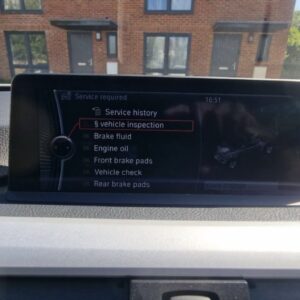 Service required
10:51
Service history
§ vehicle inspection
Brake fluid
Engine oil
Front brake pads
Vehicle check
Rear brake pads